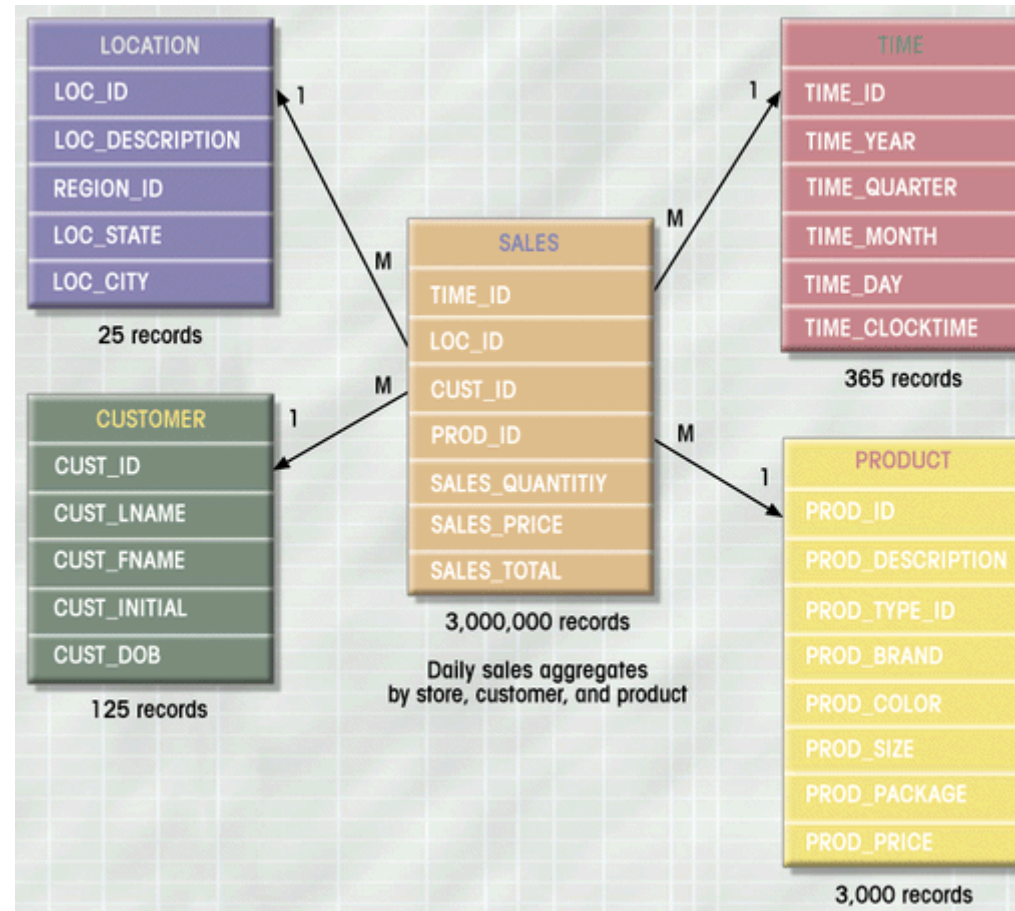 LOCATION
LOC_ID
LOC_DESCRIPTION
REGION_ID
LOC_STATE
LOC_CITY
25 records
1
M
TIME
TIME_ID
TIME_YEAR
TIME_QUARTER
TIME_MONTH
TIME_DAY
TIME_CLOCKTIME
365 records
1
M
SALES
TIME_ID
LOC_ID
CUST_ID
PROD_ID
SALES_QUANTITIY
SALES_PRICE
SALES_TOTAL
3,000,000 records
Daily sales aggregates
by store, customer, and product
CUSTOMER
CUST_ID
CUST_LNAME
CUST_FNAME
CUST_INITIAL
CUST_DOB
125 records
1
M
PRODUCT
PROD_ID
PROD_DESCRIPTION
PROD_TYPE_ID
PROD_BRAND
PROD_COLOR
PROD_SIZE
PROD_PACKAGE
PROD_PRICE
3,000 records
M
1